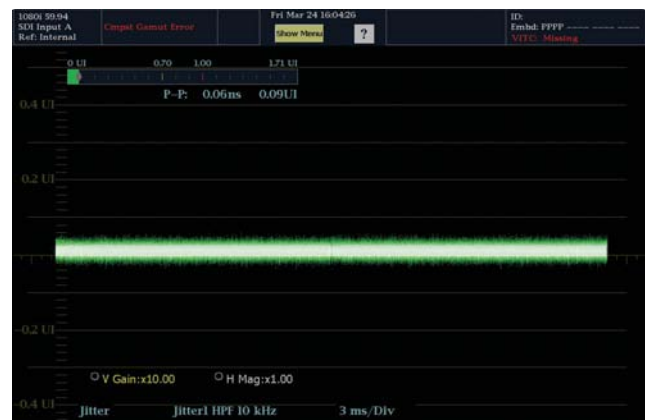 1080i 59.94
SDI Input A
Ref: Internal
Cmpst Gamut Error
Fri Mar 24 16:04:26
Show Menu
?
ID:
Embd: PPPP ---- ---- ----
VITC: Missing
0 UI 0.70 1.00 1.71 UI
P-P: 0.06ns 0.09UI
0.4 UI
0.2 UI
-0.2 UI
V Gain:x10.00 H Mag:x1.00
-0.4 UI
Jitter Jitter1 HPF 10 kHz 3 ms/Div